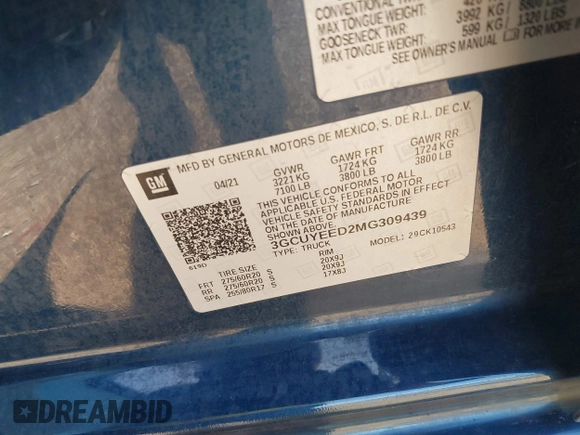 CONVENTIONAL TWR:
MAX TONGUE WEIGHT:
GOOSENECK TWR: 3992 KG / 8800 LBS
MAX TONGUE WEIGHT: 599 KG / 1320 LBS
SEE OWNER'S MANUAL FOR MORE
MFD BY GENERAL MOTORS DE MEXICO, S. DE R.L. DE C.V.
GM
04/21
GVWR
3221 KG
7100 LB
GAWR FRT
1724 KG
3800 LB
GAWR RR
1724 KG
3800 LB
THIS VEHICLE CONFORMS TO ALL
APPLICABLE U.S. FEDERAL MOTOR
VEHICLE SAFETY STANDARDS IN EFFECT
ON THE DATE OF MANUFACTURE
SHOWN ABOVE.
3GCUYEED2MG309439
TYPE: TRUCK
MODEL: 29CK10543
819D
TIRE SIZE
RIM
FRT 275/60R20 S 20X9J
RR 275/60R20 S 20X9J
SPA 255/80R17 S 17X8J
DREAMBID